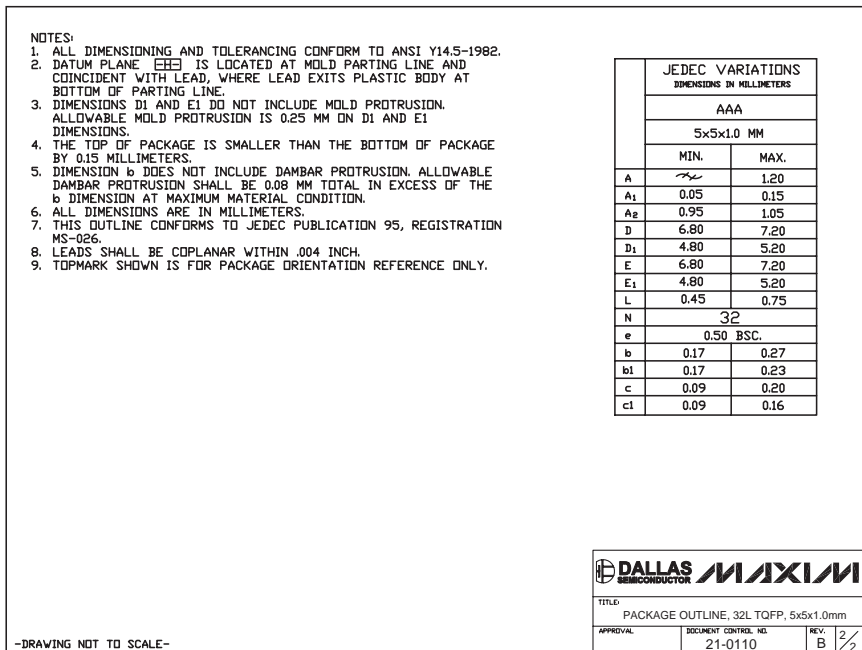 NOTES:
1. ALL DIMENSIONING AND TOLERANCING CONFORM TO ANSI Y14.5-1982.
2. DATUM PLANE -H- IS LOCATED AT MOLD PARTING LINE AND
COINCIDENT WITH LEAD, WHERE LEAD EXITS PLASTIC BODY AT
BOTTOM OF PARTING LINE.
3. DIMENSIONS D1 AND E1 DO NOT INCLUDE MOLD PROTRUSION.
ALLOWABLE MOLD PROTRUSION IS 0.25 MM ON D1 AND E1
DIMENSIONS.
4. THE TOP OF PACKAGE IS SMALLER THAN THE BOTTOM OF PACKAGE
BY 0.15 MILLIMETERS.
5. DIMENSION b DOES NOT INCLUDE DAMBAR PROTRUSION. ALLOWABLE
DAMBAR PROTRUSION SHALL BE 0.08 MM TOTAL IN EXCESS OF THE
b DIMENSION AT MAXIMUM MATERIAL CONDITION.
6. ALL DIMENSIONS ARE IN MILLIMETERS.
7. THIS OUTLINE CONFORMS TO JEDEC PUBLICATION 95, REGISTRATION
MS-026.
8. LEADS SHALL BE COPLANAR WITHIN .004 INCH.
9. TOPMARK SHOWN IS FOR PACKAGE ORIENTATION REFERENCE ONLY.
JEDEC VARIATIONS
DIMENSIONS IN MILLIMETERS
AAA
5x5x1.0 MM
MIN. MAX.
A 1.20
A1 0.05 0.15
A2 0.95 1.05
D 6.80 7.20
D1 4.80 5.20
E 6.80 7.20
E1 4.80 5.20
L 0.45 0.75
N 32
e 0.50 BSC.
b 0.17 0.27
b1 0.17 0.23
c 0.09 0.20
c1 0.09 0.16
DALLAS SEMICONDUCTOR MAXIM
TITLE:
PACKAGE OUTLINE, 32L TQFP, 5x5x1.0mm
APPROVAL DOCUMENT CONTROL NO. REV.
21-0110 B 2/2
-DRAWING NOT TO SCALE-